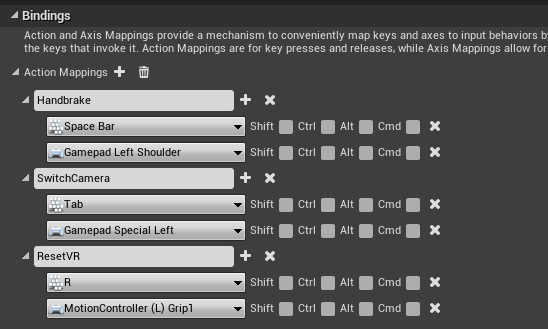 Bindings
Action and Axis Mappings provide a mechanism to conveniently map keys and axes to input behaviors by
the keys that invoke it. Action Mappings are for key presses and releases, while Axis Mappings allow for
Action Mappings
Handbrake
Space Bar Shift Ctrl Alt Cmd
Gamepad Left Shoulder Shift Ctrl Alt Cmd
SwitchCamera
Tab Shift Ctrl Alt Cmd
Gamepad Special Left Shift Ctrl Alt Cmd
ResetVR
R Shift Ctrl Alt Cmd
MotionController (L) Grip1 Shift Ctrl Alt Cmd